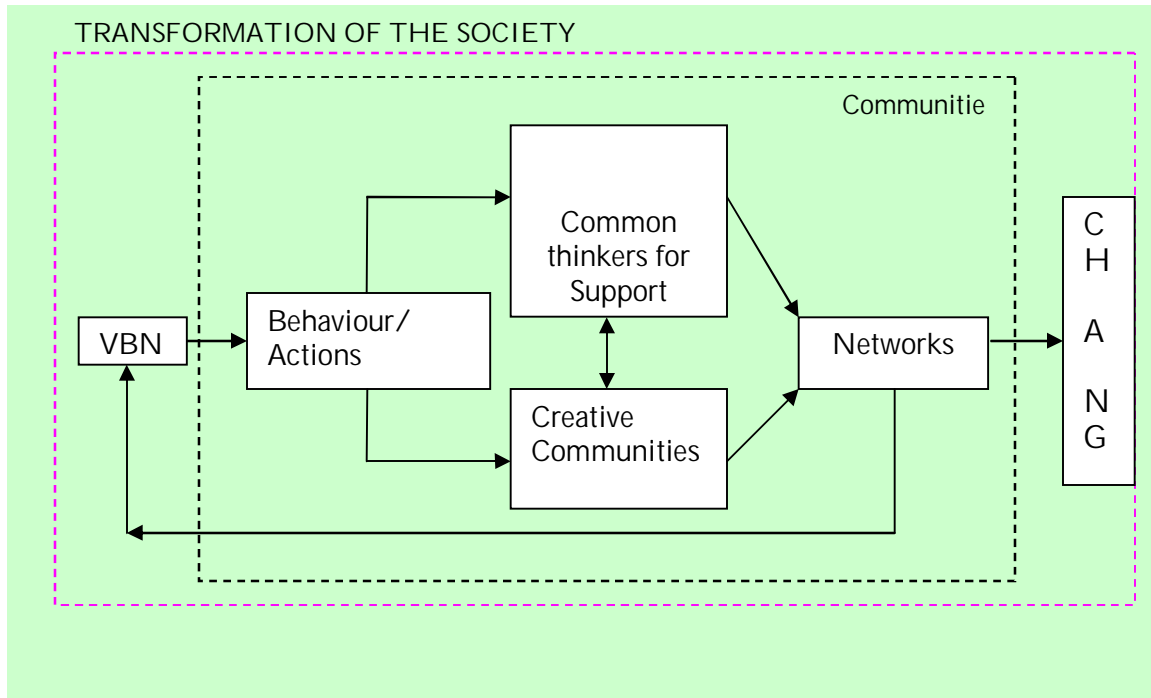 TRANSFORMATION OF THE SOCIETY
Communitie
Common
thinkers for
Support
Behaviour/
Actions
VBN
Networks
Creative
Communities
C
H
A
N
G